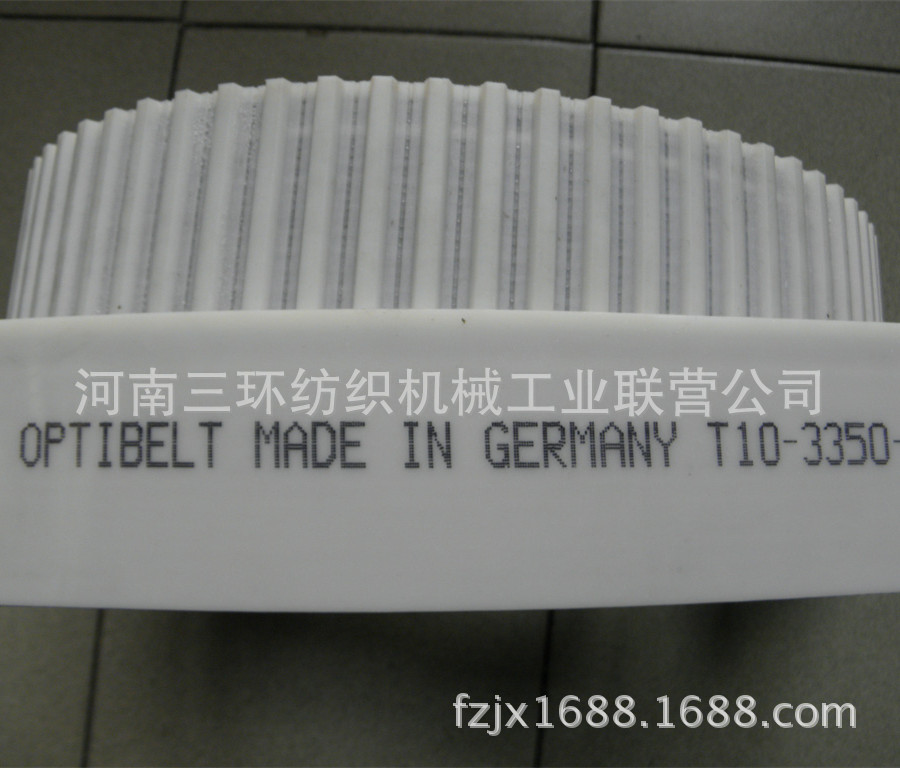 河南三环纺织机械工业联营公司
OPTIBELT MADE IN GERMANY T10-3350-
fzjx1688.1688.com